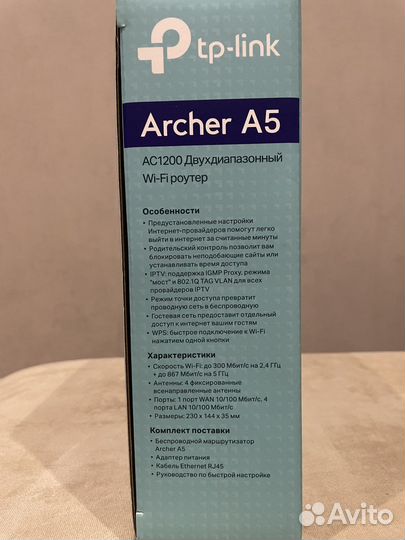 tp-link
Archer A5
AC1200 Двухдиапазонный
Wi-Fi роутер
Особенности
• Предустановленные настройки
Интернет-провайдеров помогут легко
выйти в интернет за считанные минуты
• Родительский контроль позволит вам
блокировать неподобающие сайты или
устанавливать время доступа
• IPTV: поддержка IGMP Proxy, режима
"мост" и 802.1Q TAG VLAN для всех
провайдеров IPTV
• Режим точки доступа превратит
проводную сеть в беспроводную
• Гостевая сеть предоставит отдельный
доступ к интернет вашим гостям
• WPS: быстрое подключение к Wi-Fi
нажатием одной кнопки
Характеристики
• Скорость Wi-Fi: до 300 Мбит/с на 2,4 ГГц
+ до 867 Мбит/с на 5 ГГц
• Антенны: 4 фиксированные
всенаправленные антенны
• Порты: 1 порт WAN 10/100 Мбит/с, 4
порта LAN 10/100 Мбит/с
• Размеры: 230 x 144 x 35 мм
Комплект поставки
• Беспроводной маршрутизатор
Archer A5
• Адаптер питания
• Кабель Ethernet RJ45
• Руководство по быстрой настройке
Avito